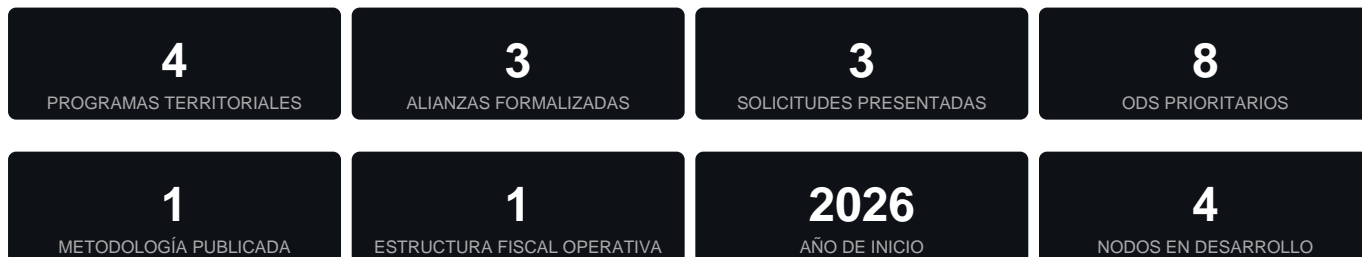 4
PROGRAMAS TERRITORIALES
3
ALIANZAS FORMALIZADAS
3
SOLICITUDES PRESENTADAS
8
ODS PRIORITARIOS
1
METODOLOGÍA PUBLICADA
1
ESTRUCTURA FISCAL OPERATIVA
2026
AÑO DE INICIO
4
NODOS EN DESARROLLO